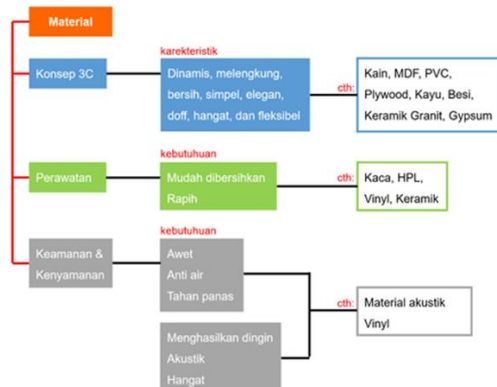 Material
karekteristik
Konsep 3C
Dinamis, melengkung,
bersih, simpel, elegan,
doff, hangat, dan fleksibel
cth:
Kain, MDF, PVC,
Plywood, Kayu, Besi,
Keramik Granit, Gypsum
kebutuhuan
Perawatan
Mudah dibersihkan
Rapih
cth:
Kaca, HPL,
Vinyl, Keramik
kebutuhuan
Keamanan &
Kenyamanan
Awet
Anti air
Tahan panas
Menghasilkan dingin
Akustik
Hangat
cth:
Material akustik
Vinyl